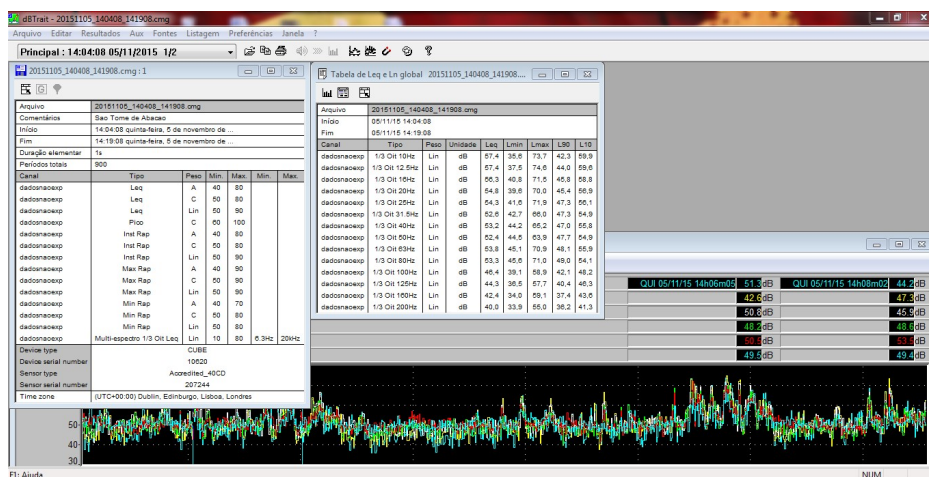 dBTrait - 20151105_140408_141908.cmg
Arquivo Editar Resultados Aux Fontes Listagem Preferências Janela ?
Principal : 14:04:08 05/11/2015 1/2
20151105_140408_141908.cmg : 1
Arquivo 20151105_140408_141908.cmg
Comentários Sao Tome de Abacao
Início 14:04:08 quinta-feira, 5 de novembro de ...
Fim 14:19:08 quinta-feira, 5 de novembro de ...
Duração elementar 1s
Períodos totais 900
Canal Tipo Peso Min. Max. Min. Max.
dadosnaoexp Leq A 40 80
dadosnaoexp Leq C 50 80
dadosnaoexp Leq Lin 50 90
dadosnaoexp Pico C 60 100
dadosnaoexp Inst Rap A 40 80
dadosnaoexp Inst Rap C 50 80
dadosnaoexp Inst Rap Lin 50 90
dadosnaoexp Max Rap A 40 90
dadosnaoexp Max Rap C 50 90
dadosnaoexp Max Rap Lin 50 90
dadosnaoexp Min Rap A 40 70
dadosnaoexp Min Rap C 50 80
dadosnaoexp Min Rap Lin 50 80
dadosnaoexp Multi-espectro 1/3 Oit Leq Lin 10 80 6.3Hz 20kHz
Device type CUBE
Device serial number 10620
Sensor type Accredited_40CD
Sensor serial number 207244
Time zone (UTC+00:00) Dublin, Edinburgo, Lisboa, Londres
Tabela de Leq e Ln global 20151105_140408_141908....
Arquivo 20151105_140408_141908.cmg
Início 05/11/15 14:04:08
Fim 05/11/15 14:19:08
Canal Tipo Peso Unidade Leq Lmin Lmax L90 L10
dadosnaoexp 1/3 Oit 10Hz Lin dB 57,4 35,6 73,7 42,3 59,9
dadosnaoexp 1/3 Oit 12.5Hz Lin dB 57,4 37,5 74,6 44,0 59,6
dadosnaoexp 1/3 Oit 16Hz Lin dB 56,3 40,8 71,5 45,8 58,8
dadosnaoexp 1/3 Oit 20Hz Lin dB 54,8 39,6 70,0 45,4 56,9
dadosnaoexp 1/3 Oit 25Hz Lin dB 54,3 41,6 71,9 47,3 56,1
dadosnaoexp 1/3 Oit 31.5Hz Lin dB 52,6 42,7 66,0 47,3 54,9
dadosnaoexp 1/3 Oit 40Hz Lin dB 53,2 44,2 65,2 47,0 55,8
dadosnaoexp 1/3 Oit 50Hz Lin dB 52,4 44,5 63,9 47,7 54,9
dadosnaoexp 1/3 Oit 63Hz Lin dB 53,8 45,1 70,9 48,1 55,9
dadosnaoexp 1/3 Oit 80Hz Lin dB 53,3 45,6 71,0 49,0 54,1
dadosnaoexp 1/3 Oit 100Hz Lin dB 46,4 39,1 58,9 42,1 48,2
dadosnaoexp 1/3 Oit 125Hz Lin dB 44,3 36,5 57,7 40,4 46,3
dadosnaoexp 1/3 Oit 160Hz Lin dB 42,4 34,0 59,1 37,4 43,6
dadosnaoexp 1/3 Oit 200Hz Lin dB 40,0 33,9 55,0 36,2 41,3
QUI 05/11/15 14h06m05 51.3dB QUI 05/11/15 14h08m02 44.2dB
42.6dB 47.3dB
50.8dB 45.9dB
48.2dB 48.6dB
50.5dB 53.9dB
49.5dB 49.4dB
50
40
30
F1: Ajuda NUM